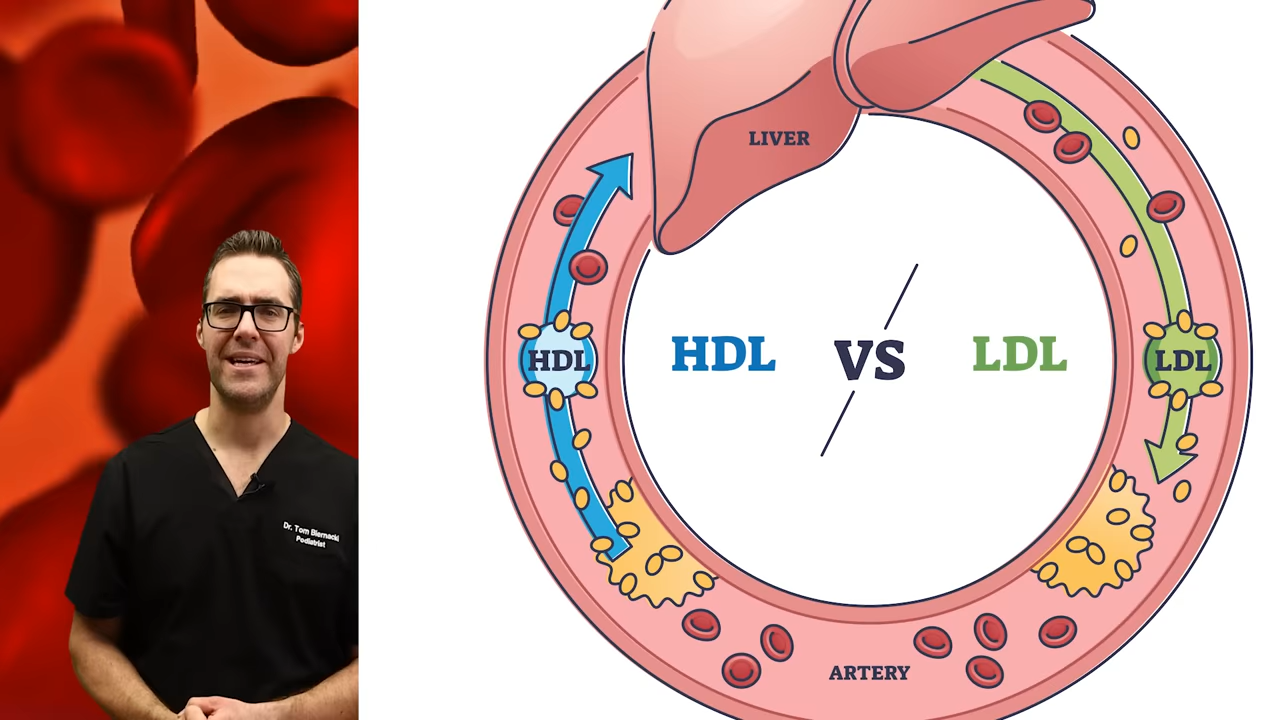 Dr. Tom Biernacki
Podiatrist
LIVER
HDL
HDL
VS
LDL
LDL
ARTERY